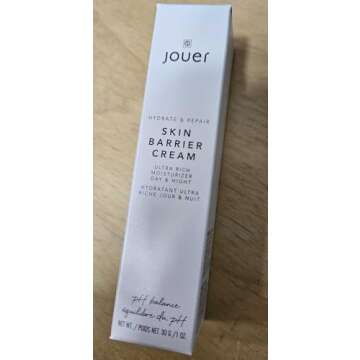 jouer
HYDRATE & REPAIR
SKIN
BARRIER
CREAM
ULTRA RICH
MOISTURIZER
DAY & NIGHT
HYDRATANT ULTRA
RICHE JOUR & NUIT
pH balance
équilibre du pH
NET WT. / POIDS NET. 30 G /1 OZ.